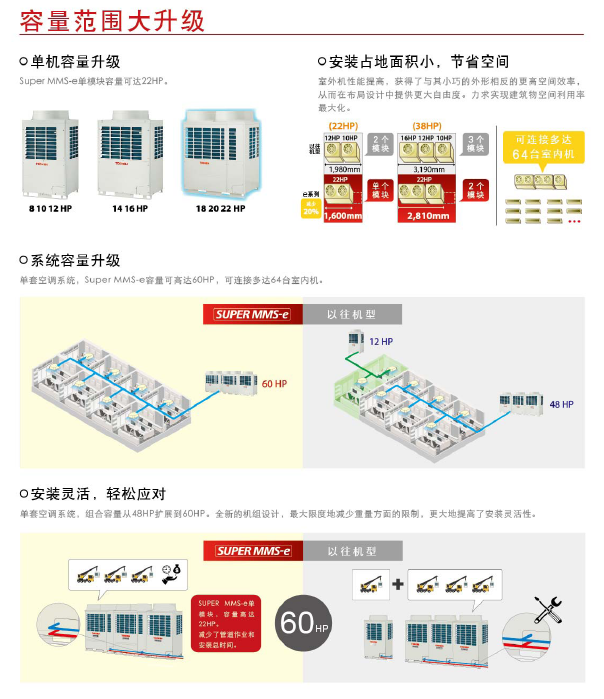 容量范围大升级
单机容量升级
Super MMS-e单模块容量可达22HP。
8 10 12 HP
14 16 HP
18 20 22 HP
安装占地面积小，节省空间
室外机性能提高，获得了与其小巧的外形相反的更高空间效率，
从而在布局设计中提供更大自由度。力求实现建筑物空间利用率
最大化。
(22HP)
(38HP)
以往
机型
12HP 10HP
2个
模块
16HP 12HP 10HP
3个
模块
1,980mm
3,190mm
e系列
22HP
单个
模块
22HP
2个
模块
20%
1,600mm
2,810mm
可连接多达
64台室内机
系统容量升级
单套空调系统，Super MMS-e容量可高达60HP，可连接多达64台室内机。
SUPER MMS-e
以往机型
60 HP
12 HP
48 HP
安装灵活，轻松应对
单套空调系统，组合容量从48HP扩展到60HP。全新的机组设计，最大限度地减少重量方面的限制，更大地提高了安装灵活性。
SUPER MMS-e
以往机型
SUPER MMS-e单
模块，容量高达
22HP。
减少了管道作业和
安装总时间。
60HP
+